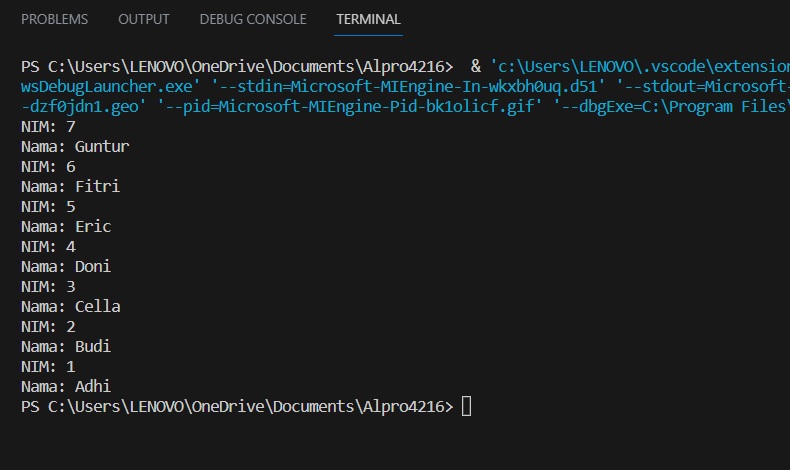 PROBLEMS OUTPUT DEBUG CONSOLE TERMINAL
PS C:\Users\LENOVO\OneDrive\Documents\Alpro4216>  & 'c:\Users\LENOVO\.vscode\extension
wsDebugLauncher.exe' '--stdin=Microsoft-MIEngine-In-wkxbh0uq.d51' '--stdout=Microsoft-
-dzf0jdn1.geo' '--pid=Microsoft-MIEngine-Pid-bk1olicf.gif' '--dbgExe=C:\Program Files\
NIM: 7
Nama: Guntur
NIM: 6
Nama: Fitri
NIM: 5
Nama: Eric
NIM: 4
Nama: Doni
NIM: 3
Nama: Cella
NIM: 2
Nama: Budi
NIM: 1
Nama: Adhi
PS C:\Users\LENOVO\OneDrive\Documents\Alpro4216>